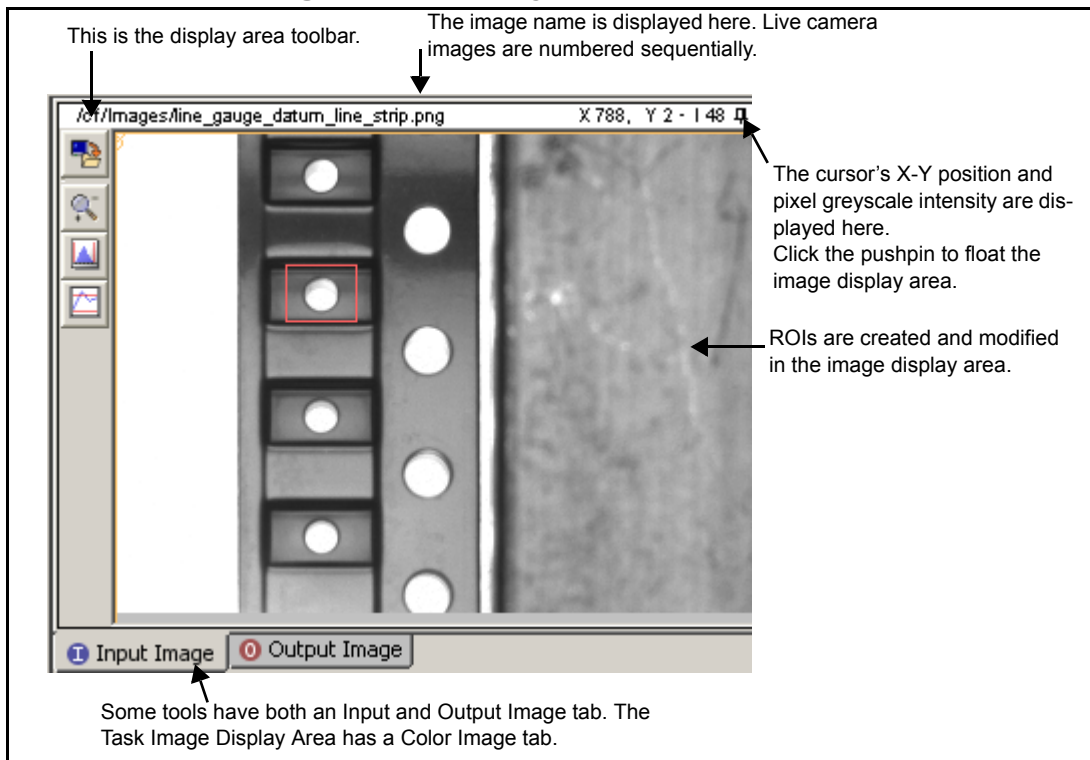 This is the display area toolbar.
The image name is displayed here. Live camera
images are numbered sequentially.
/cf/Images/line_gauge_datum_line_strip.png
X 788, Y 2 - I 48
The cursor's X-Y position and
pixel greyscale intensity are dis-
played here.
Click the pushpin to float the
image display area.
ROIs are created and modified
in the image display area.
I Input Image
O Output Image
Some tools have both an Input and Output Image tab. The
Task Image Display Area has a Color Image tab.